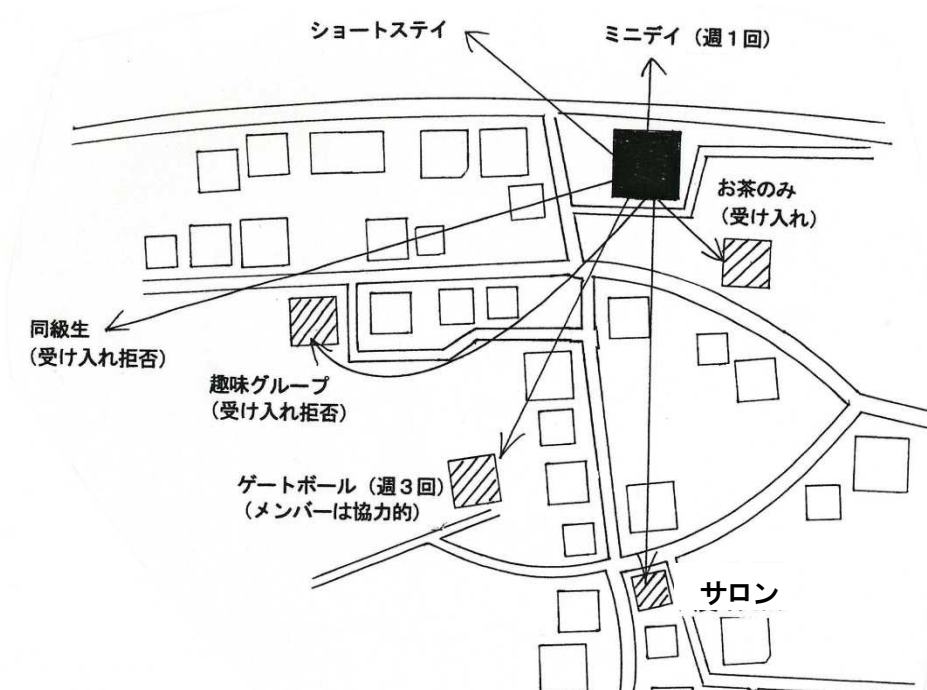 ショートステイ
ミニデイ（週１回）
お茶のみ
（受け入れ）
同級生
（受け入れ拒否）
趣味グループ
（受け入れ拒否）
ゲートボール（週３回）
（メンバーは協力的）
サロン